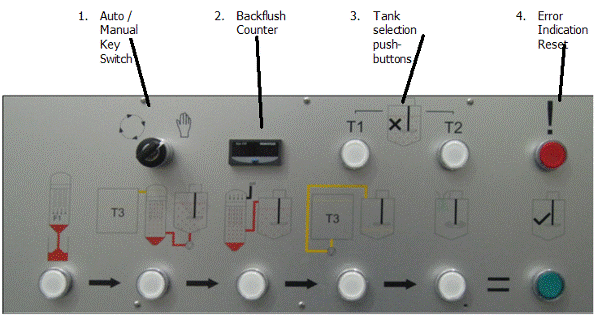 1. Auto /
Manual
Key
Switch
2. Backflush
Counter
3. Tank
selection
push-
buttons
4. Error
Indication
Reset
T1
T2
!
T3
T3
=